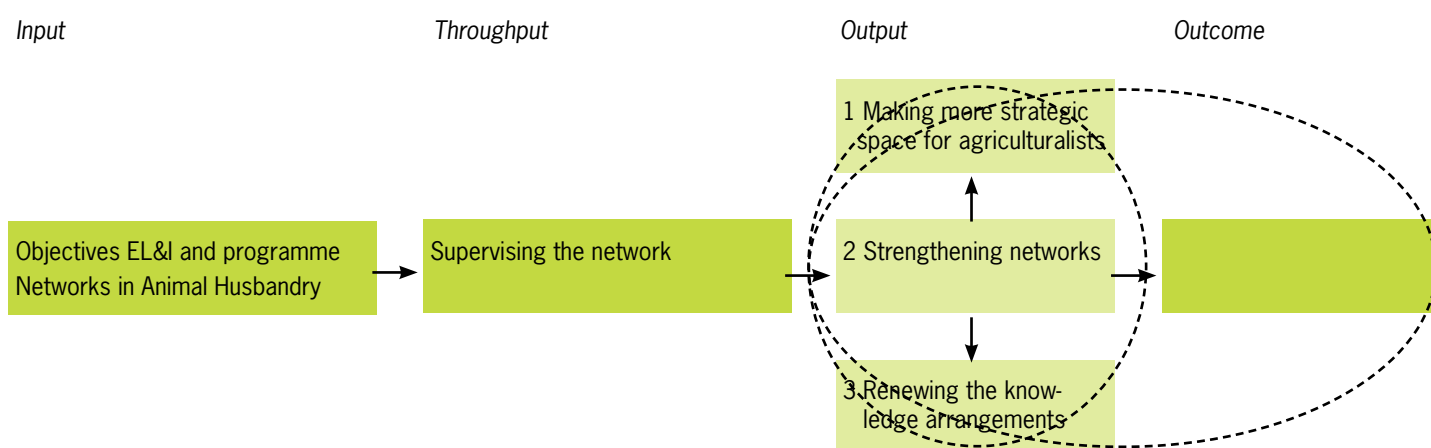 Input
Throughput
Output
Outcome
1 Making more strategic
space for agriculturalists
Objectives EL&I and programme
Networks in Animal Husbandry
Supervising the network
2 Strengthening networks
3 Renewing the know-
ledge arrangements